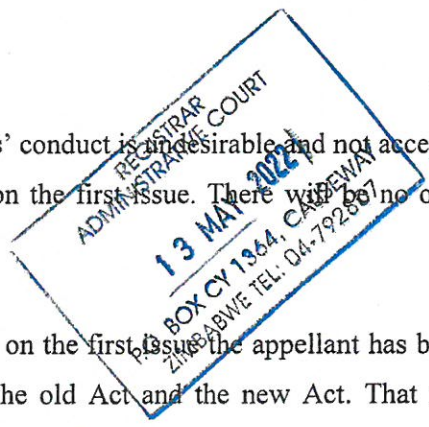 s’ conduct is undesirable and not acce
on the first issue. There will be no o
on the first issue the appellant has b
he old Act and the new Act. That
REGISTRAR
ADMINISTRATIVE COURT
13 MAY 2022
P.O. BOX CY 1364, CAUSEWAY
ZIMBABWE TEL: 04-792807